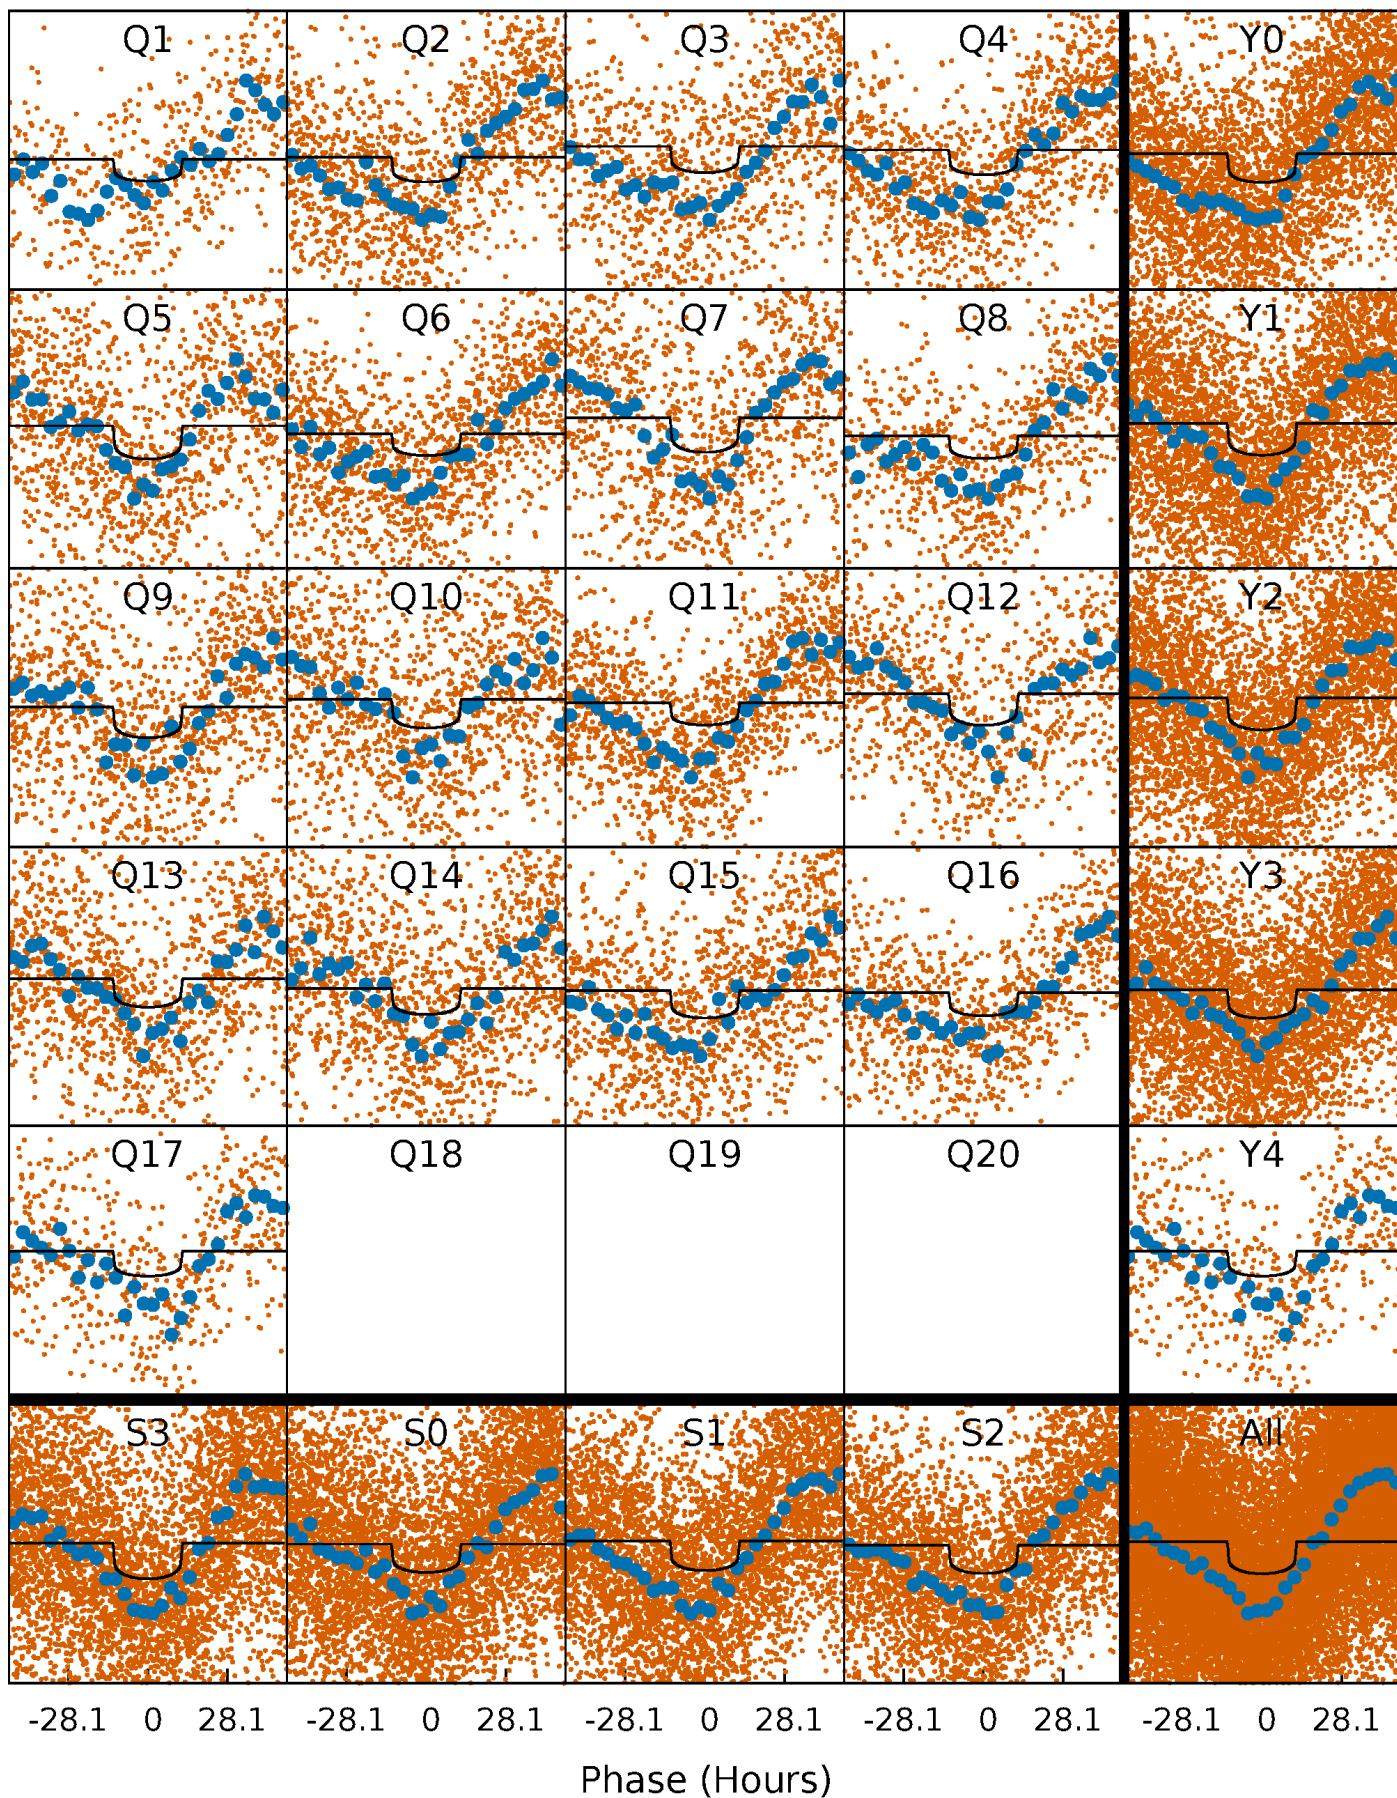 Q1 Q2 Q3 Q4 Y0
Q5 Q6 Q7 Q8 Y1
Q9 Q10 Q11 Q12 Y2
Q13 Q14 Q15 Q16 Y3
Q17 Q18 Q19 Q20 Y4
S3 S0 S1 S2 All
-28.1 0 28.1 -28.1 0 28.1 -28.1 0 28.1 -28.1 0 28.1 -28.1 0 28.1
Phase (Hours)